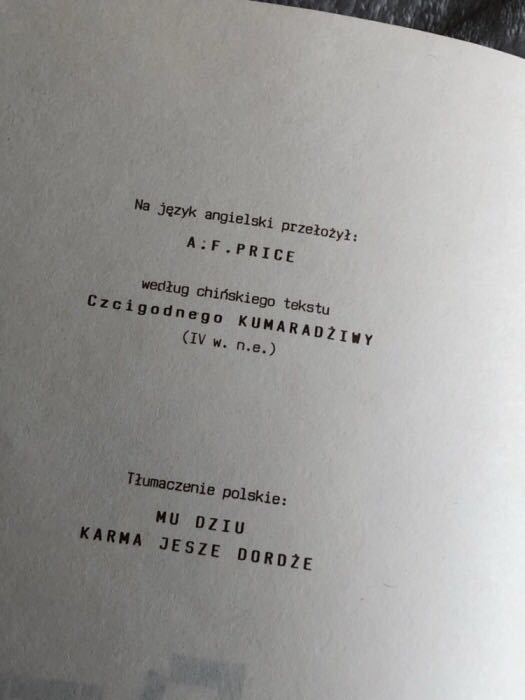 Na język angielski przełożył:
A.F.PRICE
według chińskiego tekstu
Czcigodnego KUMARADŻIWY
(IV w. n.e.)
Tłumaczenie polskie:
MU DZIU
KARMA JESZE DORDŻE